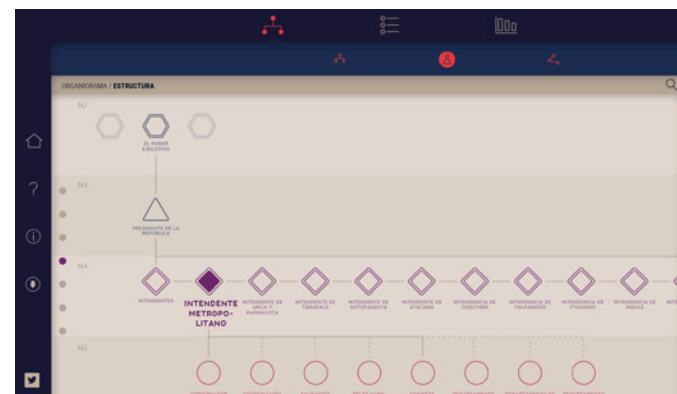 ORGANIGRAMA / ESTRUCTURA
N2
EL PODER
EJECUTIVO
N3
PRESIDENTE DE LA
REPÚBLICA
N4
INTENDENTES
INTENDENTE
METROPO-
LITANO
INTENDENTE DE
ARICA Y
PARINACOTA
INTENDENTE DE
TARAPACÁ
INTENDENTE DE
ANTOFAGASTA
INTENDENTE DE
ATACAMA
INTENDENCIA DE
COQUIMBO
INTENDENCIA DE
VALPARAÍSO
INTENDENCIA DE
O'HIGGINS
INTENDENCIA DE
MAULE
N5